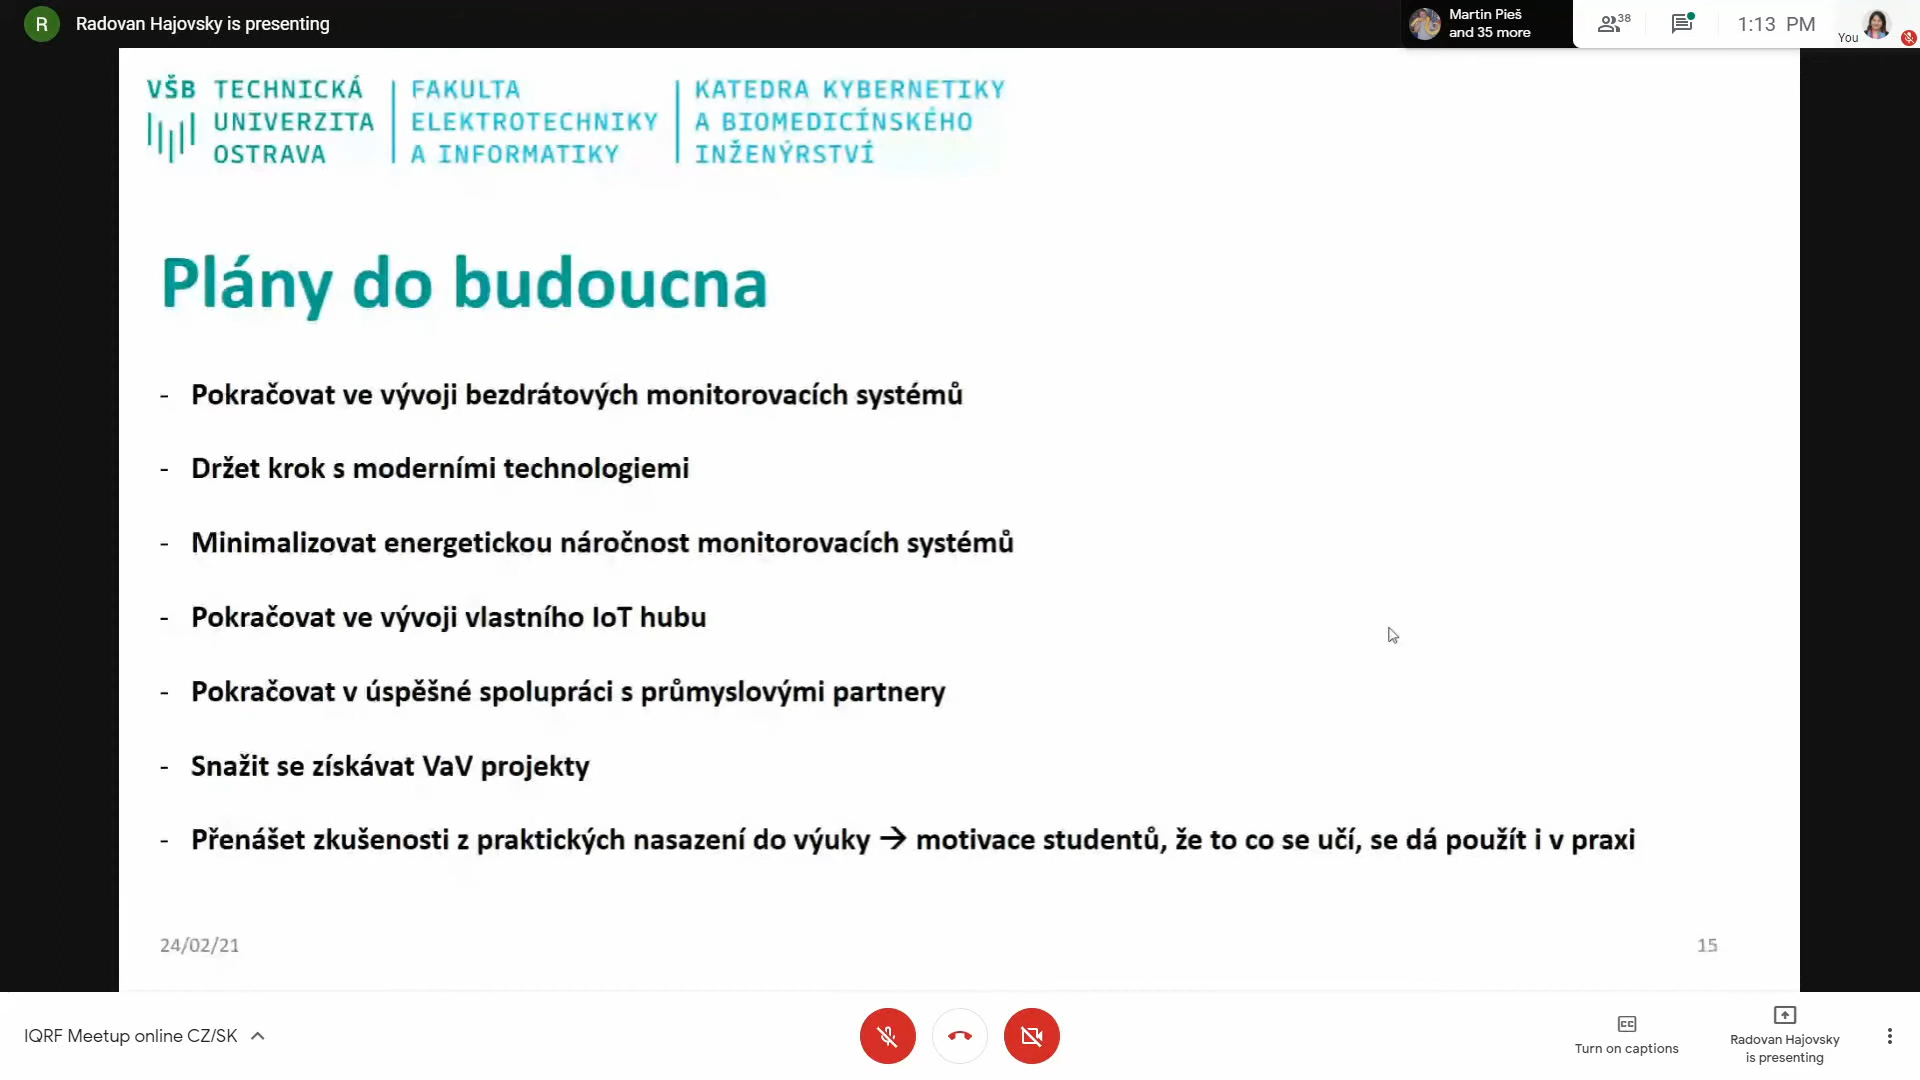 R
Radovan Hajovsky is presenting
Martin Pieš
and 35 more
38
1:13 PM
You
VŠB TECHNICKÁ
UNIVERZITA
OSTRAVA
FAKULTA
ELEKTROTECHNIKY
A INFORMATIKY
KATEDRA KYBERNETIKY
A BIOMEDICÍNSKÉHO
INŽENÝRSTVÍ
Plány do budoucna
- Pokračovat ve vývoji bezdrátových monitorovacích systémů
- Držet krok s moderními technologiemi
- Minimalizovat energetickou náročnost monitorovacích systémů
- Pokračovat ve vývoji vlastního IoT hubu
- Pokračovat v úspěšné spolupráci s průmyslovými partnery
- Snažit se získávat VaV projekty
- Přenášet zkušenosti z praktických nasazení do výuky → motivace studentů, že to co se učí, se dá použít i v praxi
24/02/21
15
IQRF Meetup online CZ/SK
CC
Turn on captions
Radovan Hajovsky
is presenting